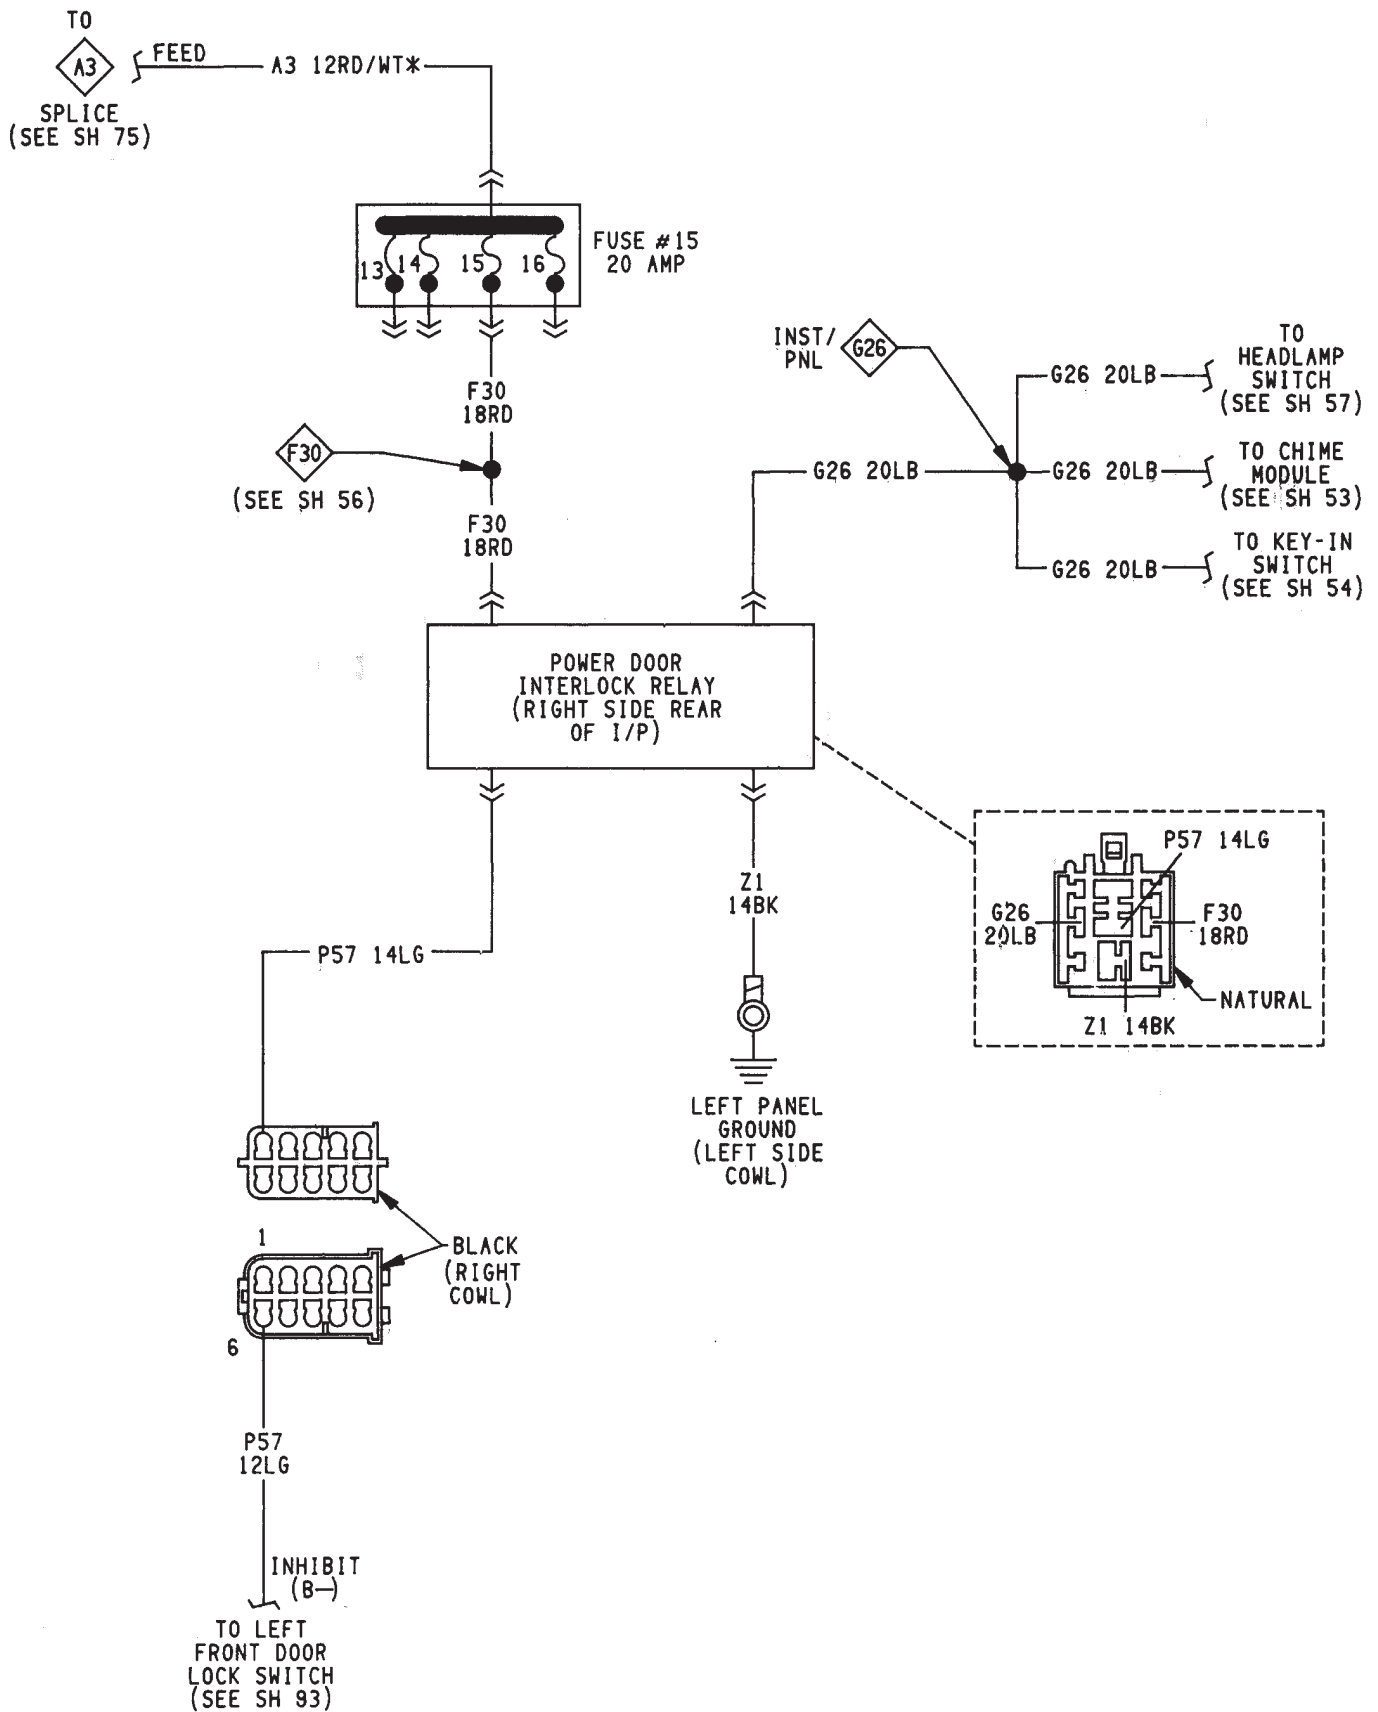 TO
A3
FEED
A3 12RD/WT*
SPLICE
(SEE SH 75)
13
14
15
16
FUSE #15
20 AMP
F30
18RD
F30
(SEE SH 56)
F30
18RD
INST/
PNL
G26
G26 20LB
TO
HEADLAMP
SWITCH
(SEE SH 57)
G26 20LB
G26 20LB
TO CHIME
MODULE
(SEE SH 53)
G26 20LB
TO KEY-IN
SWITCH
(SEE SH 54)
POWER DOOR
INTERLOCK RELAY
(RIGHT SIDE REAR
OF I/P)
P57 14LG
Z1
14BK
P57 14LG
G26
20LB
F30
18RD
NATURAL
Z1 14BK
LEFT PANEL
GROUND
(LEFT SIDE
COWL)
1
BLACK
(RIGHT
COWL)
6
P57
12LG
INHIBIT
(B-)
TO LEFT
FRONT DOOR
LOCK SWITCH
(SEE SH 93)